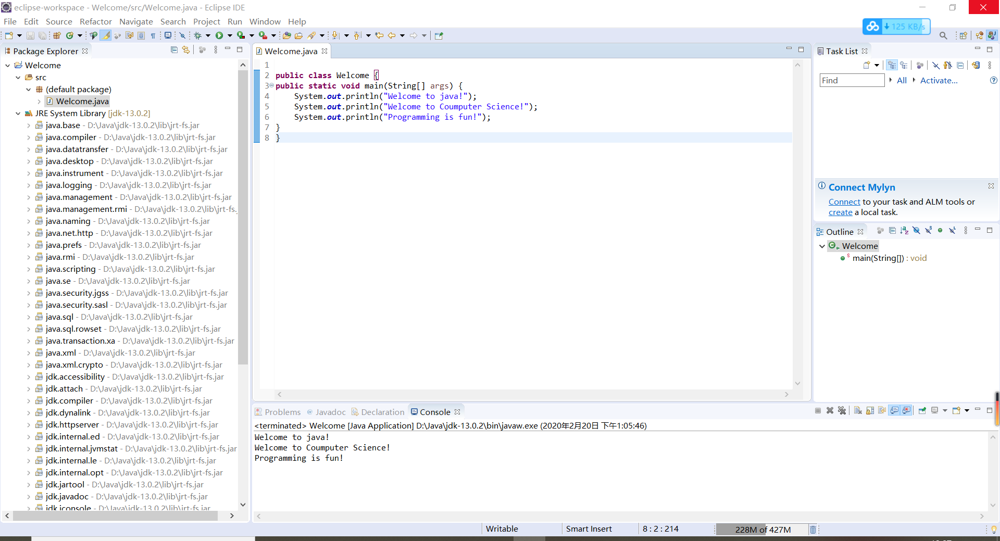 eclipse-workspace - Welcome/src/Welcome.java - Eclipse IDE
File Edit Source Refactor Navigate Search Project Run Window Help
125 KB/s
Package Explorer
Welcome
src
(default package)
Welcome.java
JRE System Library [jdk-13.0.2]
java.base - D:\Java\jdk-13.0.2\lib\jrt-fs.jar
java.compiler - D:\Java\jdk-13.0.2\lib\jrt-fs.jar
java.datatransfer - D:\Java\jdk-13.0.2\lib\jrt-fs.jar
java.desktop - D:\Java\jdk-13.0.2\lib\jrt-fs.jar
java.instrument - D:\Java\jdk-13.0.2\lib\jrt-fs.jar
java.logging - D:\Java\jdk-13.0.2\lib\jrt-fs.jar
java.management - D:\Java\jdk-13.0.2\lib\jrt-fs.jar
java.management.rmi - D:\Java\jdk-13.0.2\lib\jrt-fs.
java.naming - D:\Java\jdk-13.0.2\lib\jrt-fs.jar
java.net.http - D:\Java\jdk-13.0.2\lib\jrt-fs.jar
java.prefs - D:\Java\jdk-13.0.2\lib\jrt-fs.jar
java.rmi - D:\Java\jdk-13.0.2\lib\jrt-fs.jar
java.scripting - D:\Java\jdk-13.0.2\lib\jrt-fs.jar
java.se - D:\Java\jdk-13.0.2\lib\jrt-fs.jar
java.security.jgss - D:\Java\jdk-13.0.2\lib\jrt-fs.jar
java.security.sasl - D:\Java\jdk-13.0.2\lib\jrt-fs.jar
java.sql - D:\Java\jdk-13.0.2\lib\jrt-fs.jar
java.sql.rowset - D:\Java\jdk-13.0.2\lib\jrt-fs.jar
java.transaction.xa - D:\Java\jdk-13.0.2\lib\jrt-fs.jar
java.xml - D:\Java\jdk-13.0.2\lib\jrt-fs.jar
java.xml.crypto - D:\Java\jdk-13.0.2\lib\jrt-fs.jar
jdk.accessibility - D:\Java\jdk-13.0.2\lib\jrt-fs.jar
jdk.attach - D:\Java\jdk-13.0.2\lib\jrt-fs.jar
jdk.compiler - D:\Java\jdk-13.0.2\lib\jrt-fs.jar
jdk.dynalink - D:\Java\jdk-13.0.2\lib\jrt-fs.jar
jdk.httpserver - D:\Java\jdk-13.0.2\lib\jrt-fs.jar
jdk.internal.ed - D:\Java\jdk-13.0.2\lib\jrt-fs.jar
jdk.internal.jvmstat - D:\Java\jdk-13.0.2\lib\jrt-fs.jar
jdk.internal.le - D:\Java\jdk-13.0.2\lib\jrt-fs.jar
jdk.internal.opt - D:\Java\jdk-13.0.2\lib\jrt-fs.jar
jdk.jartool - D:\Java\jdk-13.0.2\lib\jrt-fs.jar
jdk.javadoc - D:\Java\jdk-13.0.2\lib\jrt-fs.jar
jdk.jconsole - D:\Java\jdk-13.0.2\lib\jrt-fs.jar
Welcome.java
1
2 public class Welcome {
3 public static void main(String[] args) {
4 System.out.println("Welcome to java!");
5 System.out.println("Welcome to Coumputer Science!");
6 System.out.println("Programming is fun!");
7 }
8 }
Task List
Find All Activate...
Connect Mylyn
Connect to your task and ALM tools or
create a local task.
Outline
Welcome
main(String[]) : void
Problems @ Javadoc Declaration Console
<terminated> Welcome [Java Application] D:\Java\jdk-13.0.2\bin\javaw.exe (2020年2月20日 下午1:05:46)
Welcome to java!
Welcome to Coumputer Science!
Programming is fun!
Writable Smart Insert 8 : 2 : 214 228M of 427M